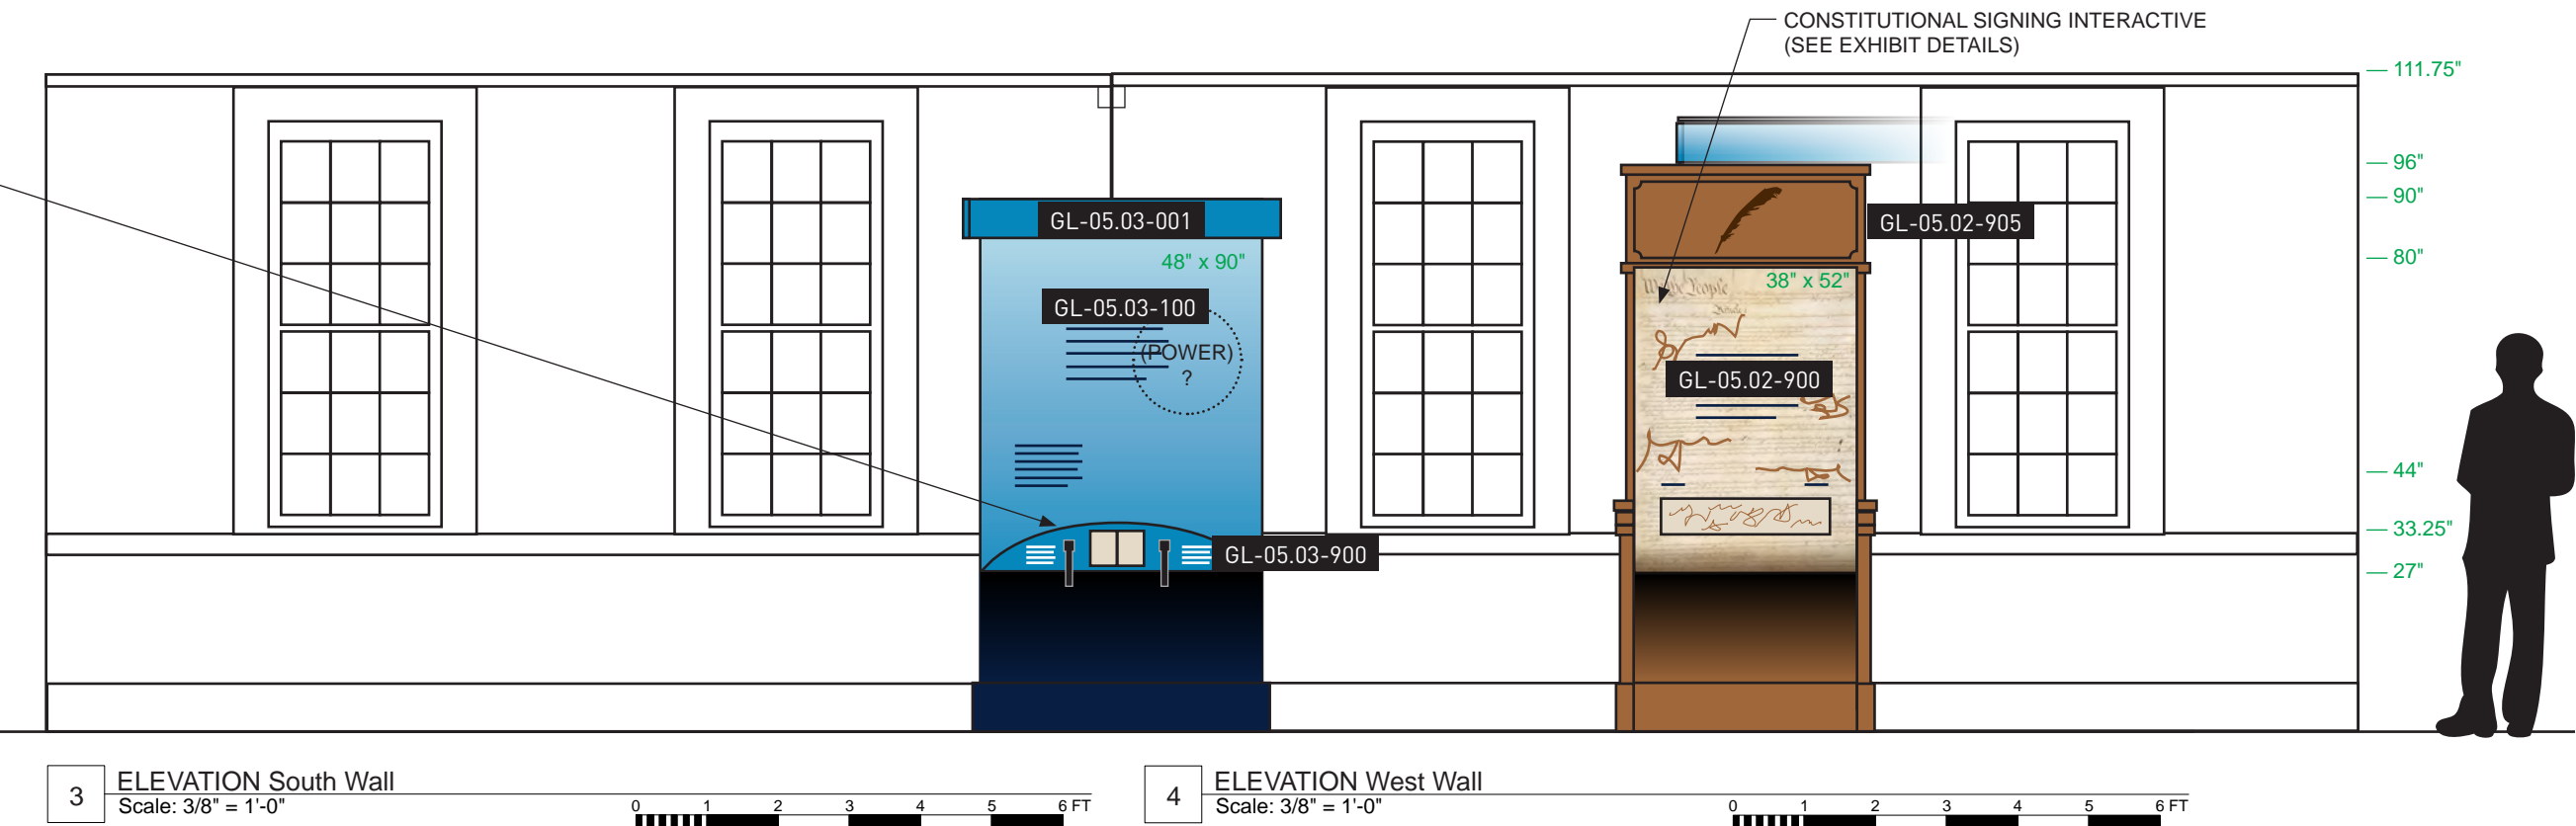 CONSTITUTIONAL SIGNING INTERACTIVE
(SEE EXHIBIT DETAILS)
111.75"
96"
90"
80"
44"
33.25"
27"
GL-05.03-001
48" x 90"
GL-05.03-100
(POWER)
?
GL-05.03-900
GL-05.02-905
We the People
38" x 52"
GL-05.02-900
3
ELEVATION South Wall
Scale: 3/8" = 1'-0"
0 1 2 3 4 5 6 FT
4
ELEVATION West Wall
Scale: 3/8" = 1'-0"
0 1 2 3 4 5 6 FT